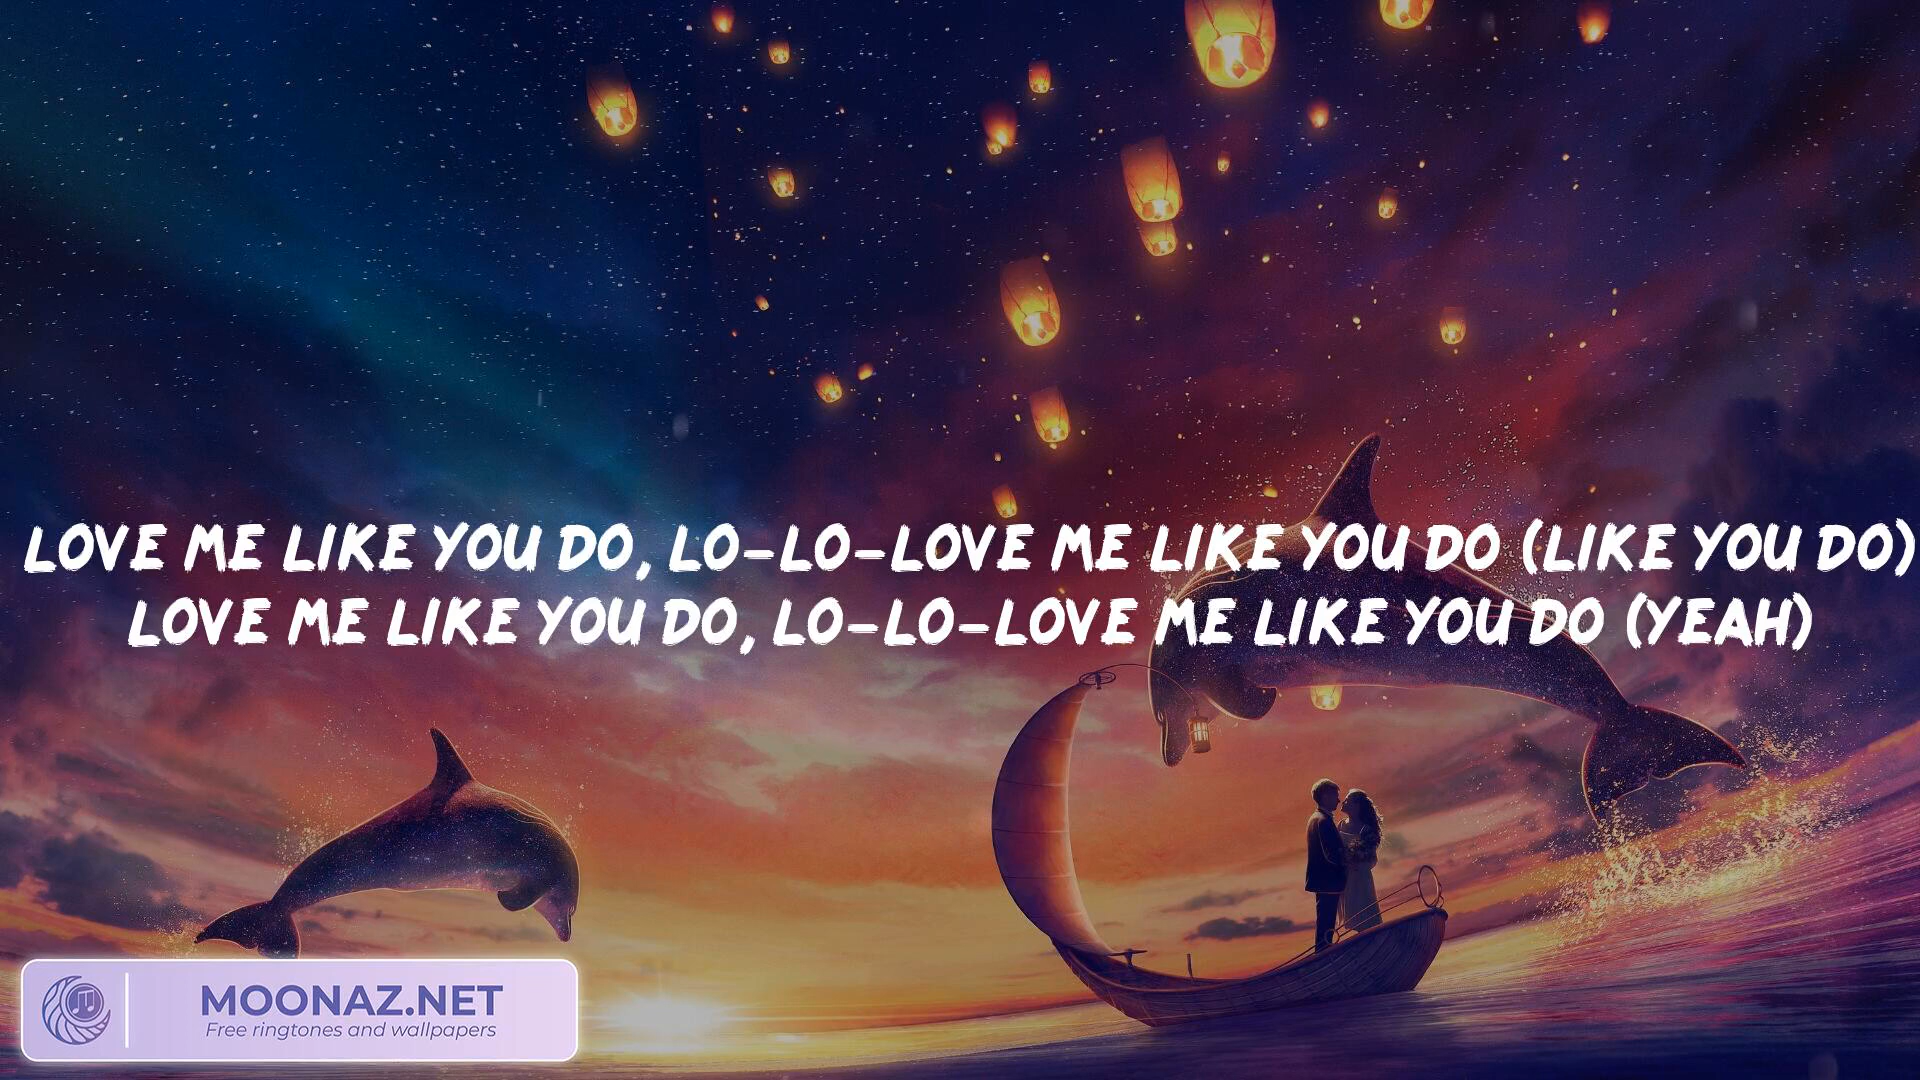 LOVE ME LIKE YOU DO, LO-LO-LOVE ME LIKE YOU DO (LIKE YOU DO)
LOVE ME LIKE YOU DO, LO-LO-LOVE ME LIKE YOU DO (YEAH)
MOONAZ.NET
Free ringtones and wallpapers